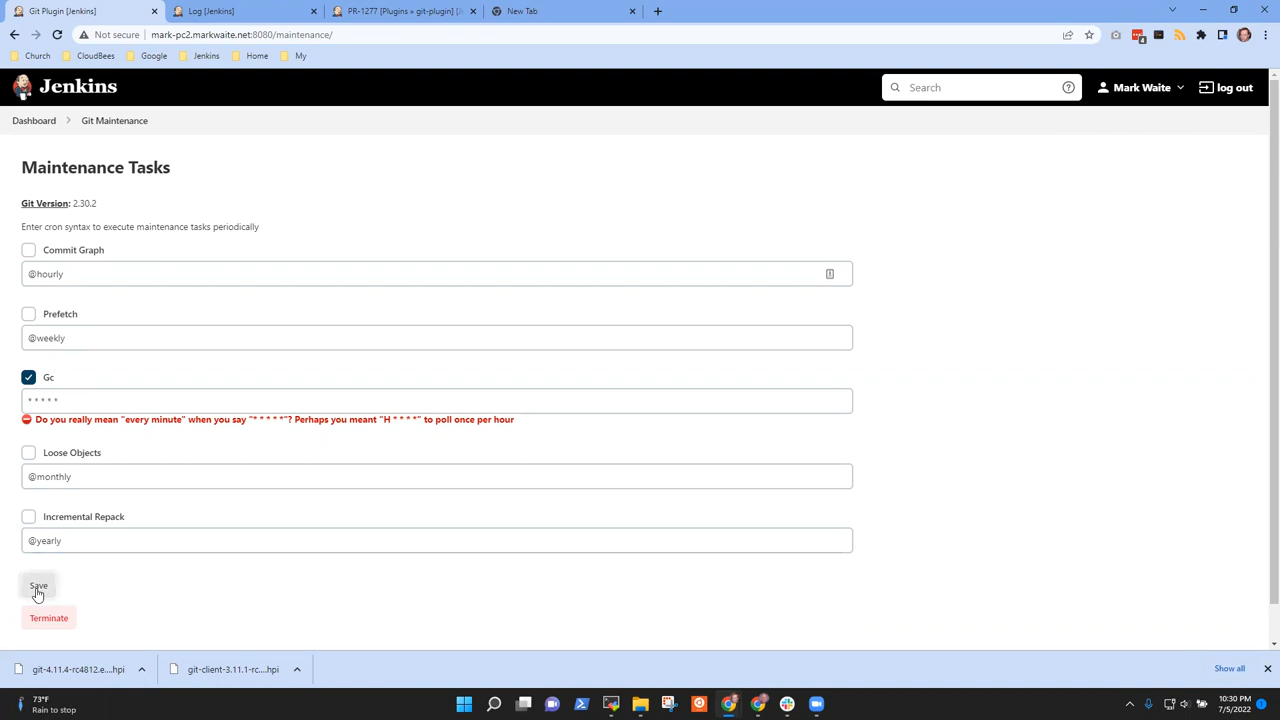 Git Plugin [Jenkins]
Log [Jenkins]
PR-1277 [Plugins » git-plugin] [
New Tab
Not secure | mark-pc2.markwaite.net:8080/maintenance/
4
Church
CloudBees
Google
Jenkins
Home
My
Jenkins
Search
Mark Waite
log out
Dashboard
Git Maintenance
Maintenance Tasks
Git Version: 2.30.2
Enter cron syntax to execute maintenance tasks periodically
Commit Graph
@hourly
Prefetch
@weekly
Gc
* * * * *
Do you really mean "every minute" when you say "* * * * *"? Perhaps you meant "H * * * *" to poll once per hour
Loose Objects
@monthly
Incremental Repack
@yearly
Save
Terminate
git-4.11.4-rc4812.e....hpi
git-client-3.11.1-rc....hpi
Show all
73°F
Rain to stop
10:30 PM
7/5/2022